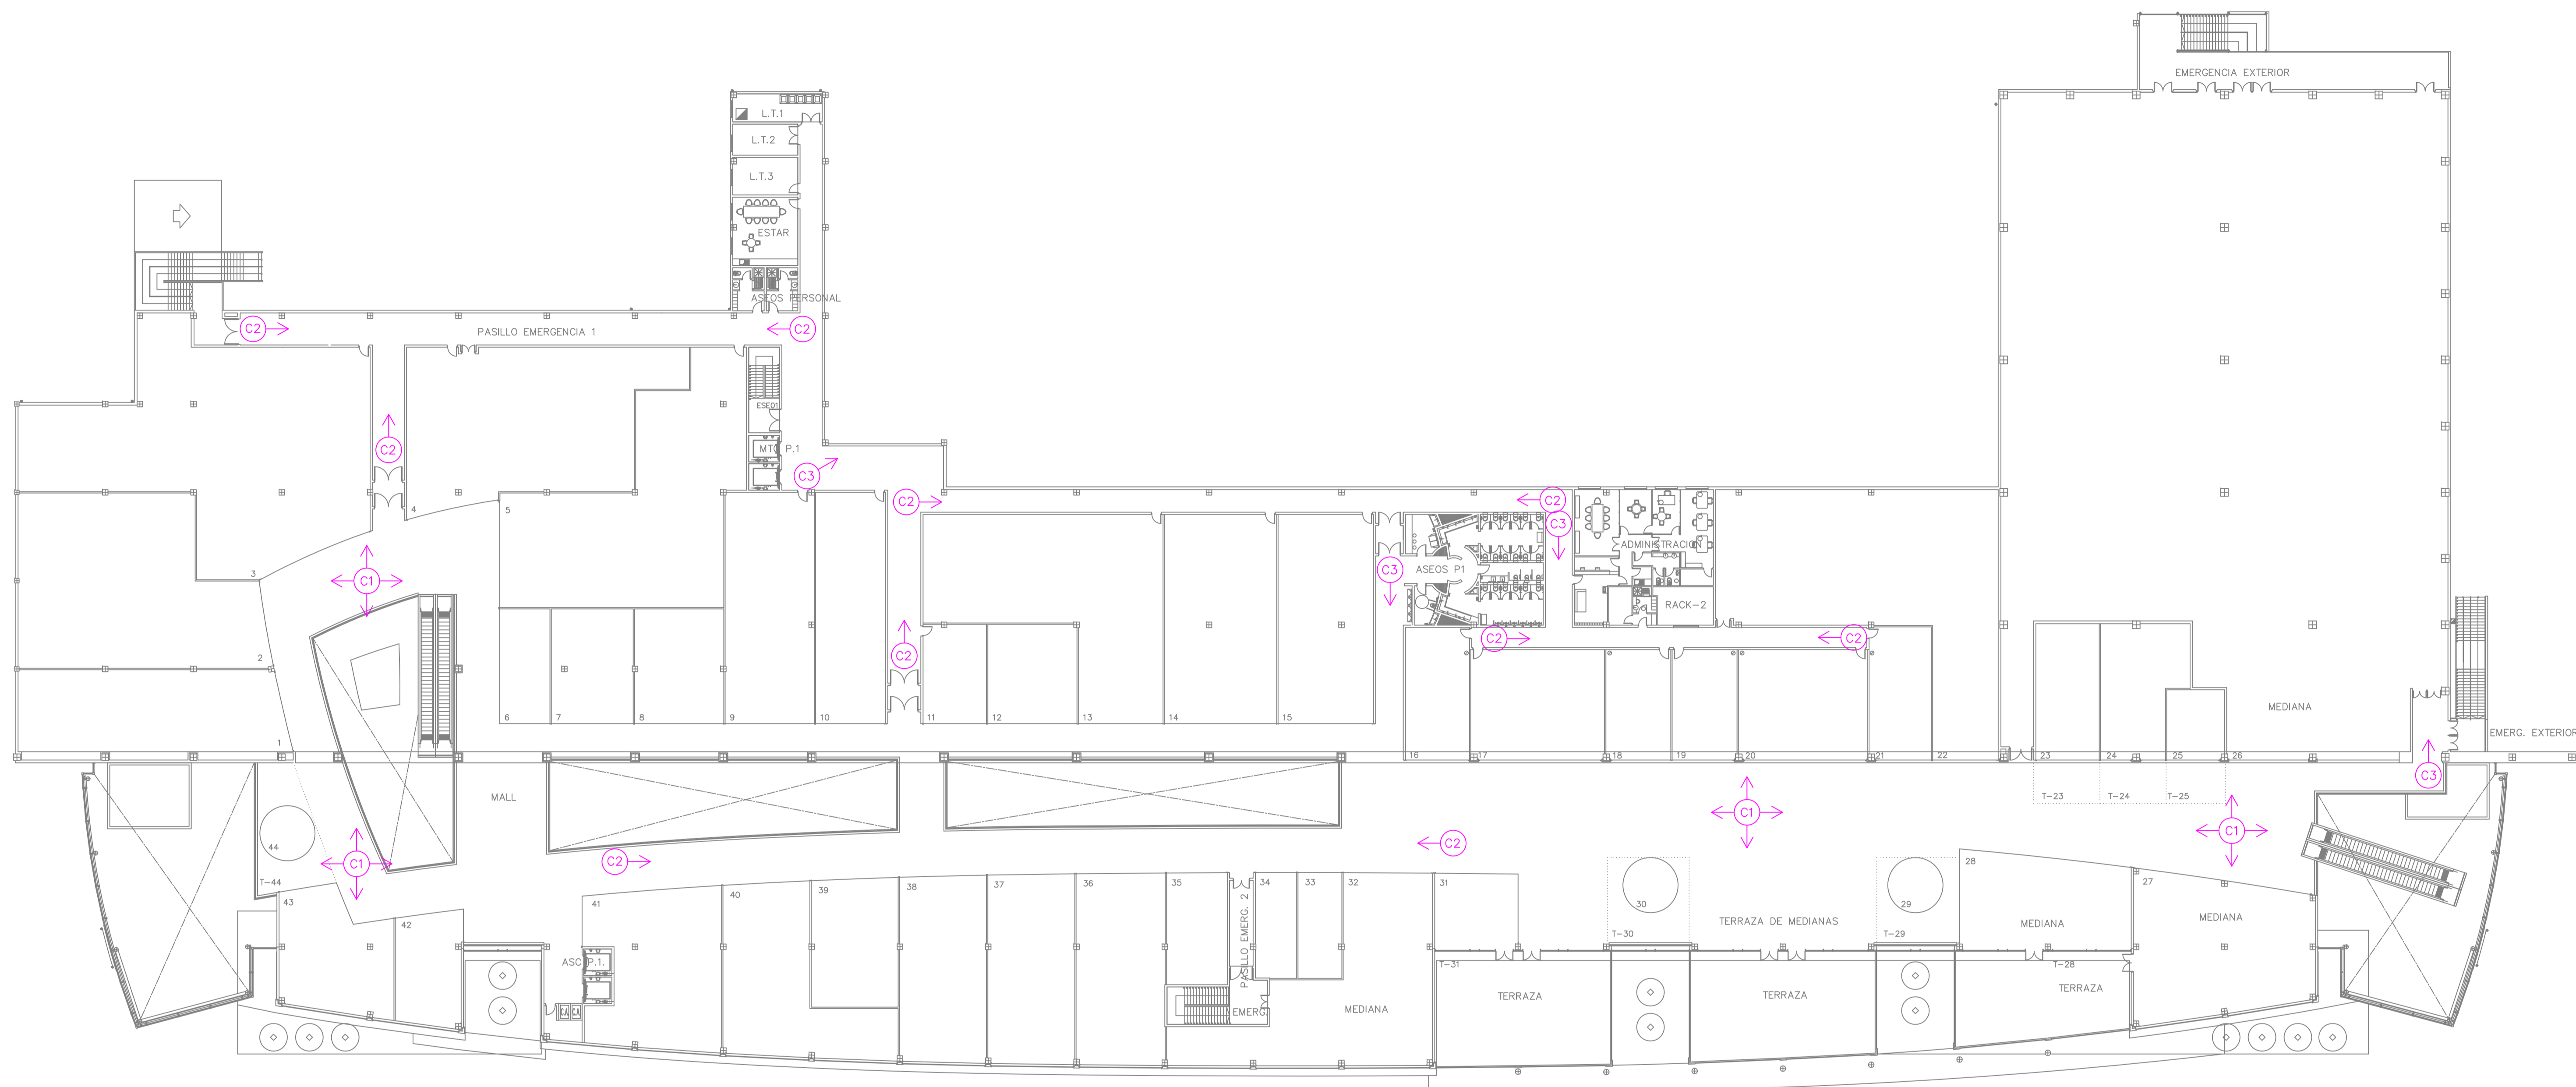 EMERGENCIA EXTERIOR
L.T.1
L.T.2
L.T.3
ESTAR
ASEOS PERSONAL
C2
PASILLO EMERGENCIA 1
C2
ESE01
C2
MTC P.1
C3
C2
C2
4
5
C3
ADMINISTRACION
C3
ASEOS P1
3
C1
RACK-2
C2
C2
C2
2
MEDIANA
6
7
8
9
10
11
12
13
14
15
EMERG. EXTERIOR
1
16
17
18
19
20
21
22
23
24
25
26
C3
MALL
T-23
T-24
T-25
C1
C1
44
C1
C2
C2
T-44
43
42
41
40
39
38
37
36
35
PASILLO EMERG. 2
34
33
32
31
30
29
28
27
T-30
TERRAZA DE MEDIANAS
T-29
MEDIANA
MEDIANA
ASC P.1.
T-31
T-28
TERRAZA
TERRAZA
TERRAZA
CA
CA
EMERG.
MEDIANA